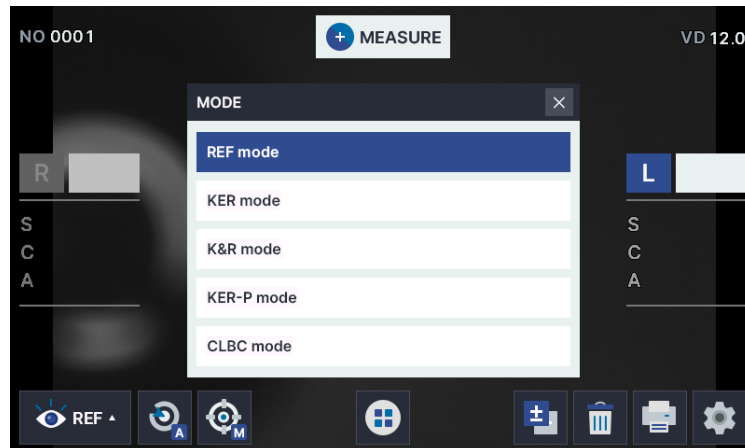 NO 0001
+ MEASURE
VD 12.0
MODE
REF mode
KER mode
K&R mode
KER-P mode
CLBC mode
R
S
C
A
L
S
C
A
REF
A
M
±